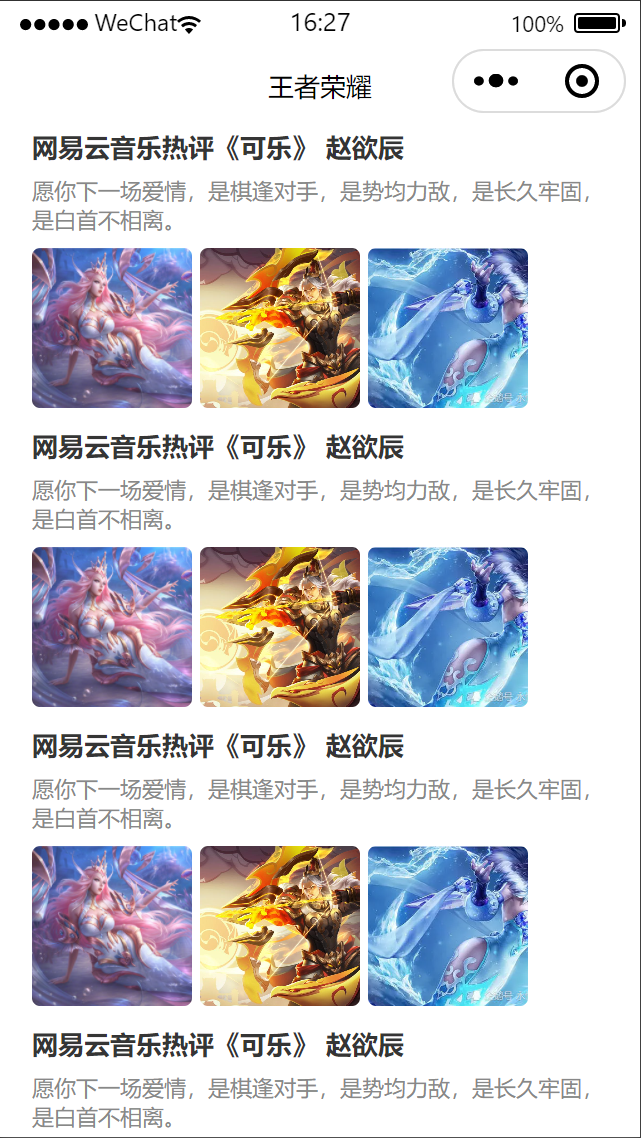 WeChat 16:27 100%
王者荣耀
网易云音乐热评《可乐》 赵欲辰
愿你下一场爱情，是棋逢对手，是势均力敌，是长久牢固，
是白首不相离。
网易云音乐热评《可乐》 赵欲辰
愿你下一场爱情，是棋逢对手，是势均力敌，是长久牢固，
是白首不相离。
网易云音乐热评《可乐》 赵欲辰
愿你下一场爱情，是棋逢对手，是势均力敌，是长久牢固，
是白首不相离。
网易云音乐热评《可乐》 赵欲辰
愿你下一场爱情，是棋逢对手，是势均力敌，是长久牢固，
是白首不相离。